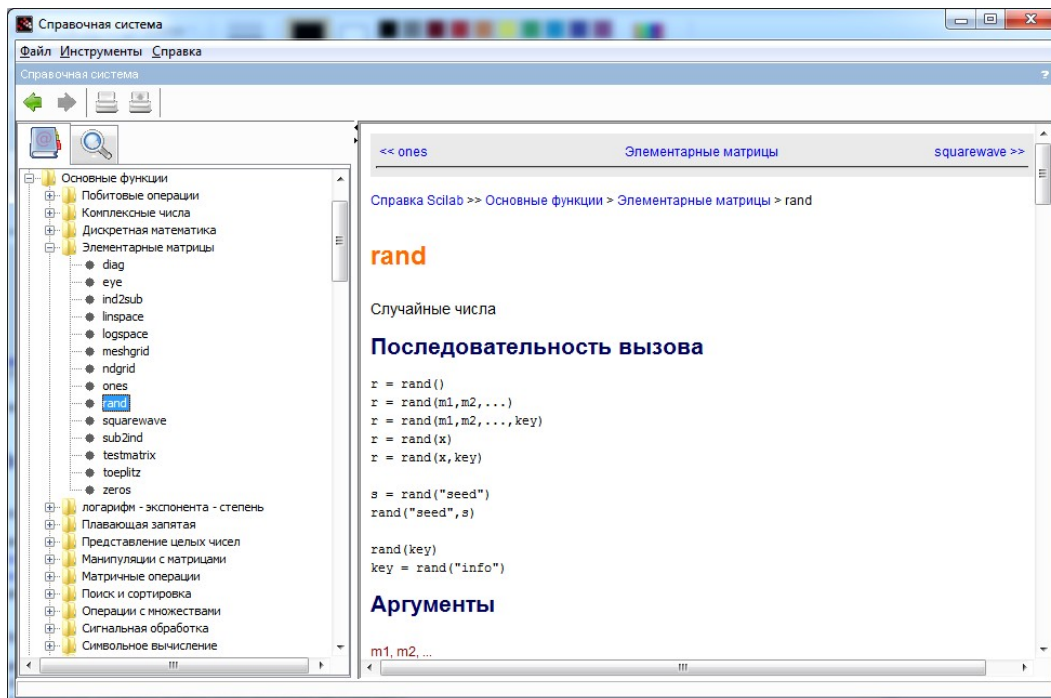 Справочная система
Файл Инструменты Справка
Справочная система ?
Основные функции
Побитовые операции
Комплексные числа
Дискретная математика
Элементарные матрицы
diag
eye
ind2sub
linspace
logspace
meshgrid
ndgrid
ones
rand
squarewave
sub2ind
testmatrix
toeplitz
zeros
логарифм - экспонента - степень
Плавающая запятая
Представление целых чисел
Манипуляции с матрицами
Матричные операции
Поиск и сортировка
Операции с множествами
Сигнальная обработка
Символьное вычисление
<< ones Элементарные матрицы squarewave >>
Справка Scilab >> Основные функции > Элементарные матрицы > rand
rand
Случайные числа
Последовательность вызова
r = rand()
r = rand(m1,m2,...)
r = rand(m1,m2,...,key)
r = rand(x)
r = rand(x,key)
s = rand("seed")
rand("seed",s)
rand(key)
key = rand("info")
Аргументы
m1, m2, ...